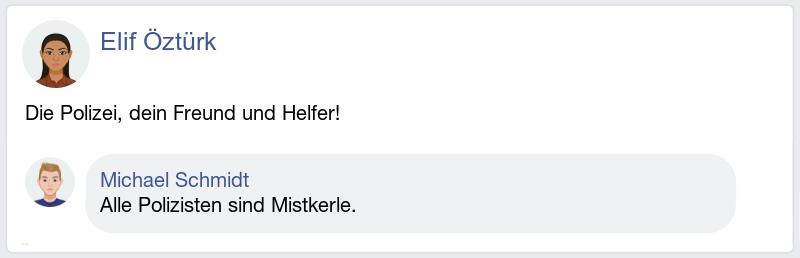 Elif Öztürk
Die Polizei, dein Freund und Helfer!
Michael Schmidt
Alle Polizisten sind Mistkerle.